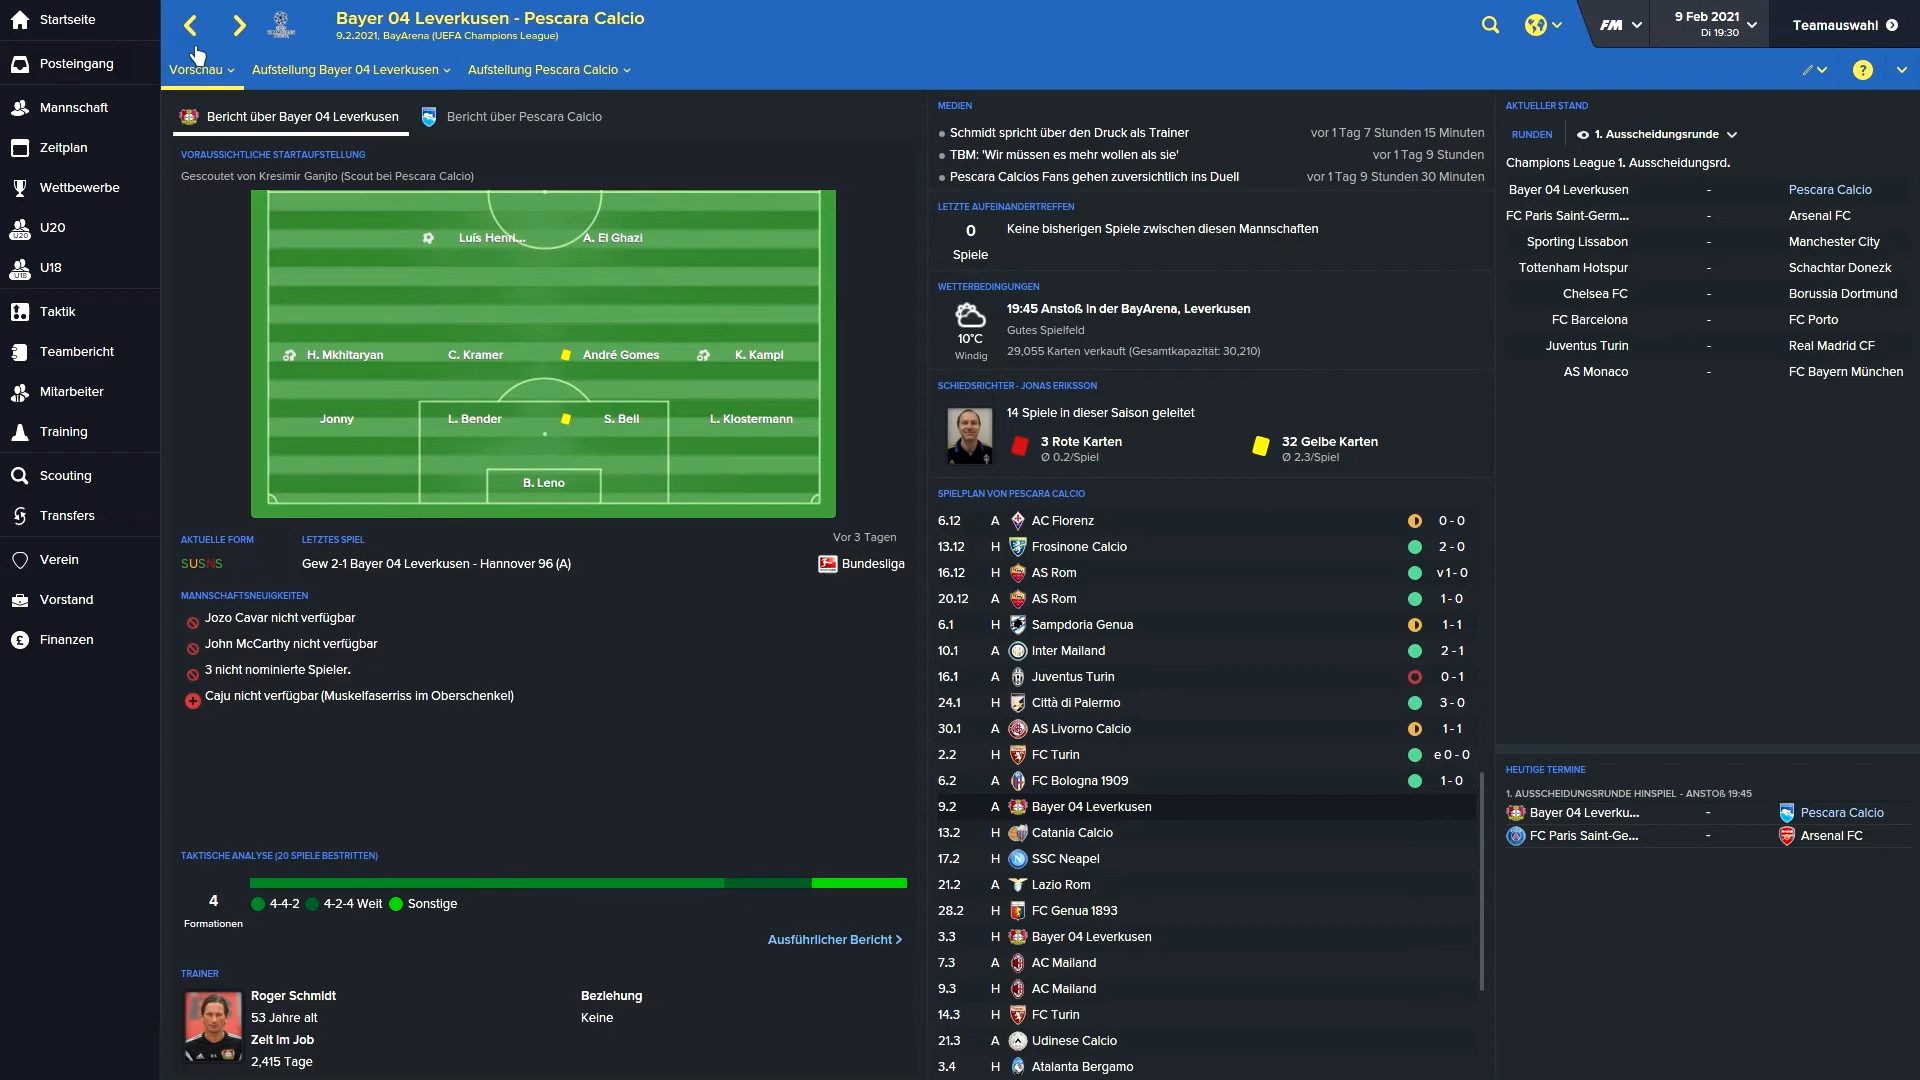 Startseite
Posteingang
Mannschaft
Zeitplan
Wettbewerbe
U20
U18
Taktik
Teambericht
Mitarbeiter
Training
Scouting
Transfers
Verein
Vorstand
Finanzen
Bayer 04 Leverkusen - Pescara Calcio
9.2.2021, BayArena (UEFA Champions League)
FM
9 Feb 2021
Di 19:30
Teamauswahl
Vorschau
Aufstellung Bayer 04 Leverkusen
Aufstellung Pescara Calcio
?
Bericht über Bayer 04 Leverkusen
Bericht über Pescara Calcio
VORAUSSICHTLICHE STARTAUFSTELLUNG
Gescoutet von Kresimir Ganjto (Scout bei Pescara Calcio)
Luís Henri... A. El Ghazi
H. Mkhitaryan C. Kramer André Gomes K. Kampl
Jonny L. Bender S. Bell L. Klostermann
B. Leno
AKTUELLE FORM
SUSNS
LETZTES SPIEL
Vor 3 Tagen
Gew 2-1 Bayer 04 Leverkusen - Hannover 96 (A)
Bundesliga
MANNSCHAFTSNEUIGKEITEN
Jozo Cavar nicht verfügbar
John McCarthy nicht verfügbar
3 nicht nominierte Spieler.
Caju nicht verfügbar (Muskelfaserriss im Oberschenkel)
TAKTISCHE ANALYSE (20 SPIELE BESTRITTEN)
4
Formationen
4-4-2 4-2-4 Weit Sonstige
Ausführlicher Bericht >
TRAINER
Roger Schmidt
53 Jahre alt
Zeit im Job
2,415 Tage
Beziehung
Keine
MEDIEN
Schmidt spricht über den Druck als Trainer vor 1 Tag 7 Stunden 15 Minuten
TBM: 'Wir müssen es mehr wollen als sie' vor 1 Tag 9 Stunden
Pescara Calcios Fans gehen zuversichtlich ins Duell vor 1 Tag 9 Stunden 30 Minuten
LETZTE AUFEINANDERTREFFEN
0
Spiele
Keine bisherigen Spiele zwischen diesen Mannschaften
WETTERBEDINGUNGEN
10°C
Windig
19:45 Anstoß in der BayArena, Leverkusen
Gutes Spielfeld
29,055 Karten verkauft (Gesamtkapazität: 30,210)
SCHIEDSRICHTER - JONAS ERIKSSON
14 Spiele in dieser Saison geleitet
3 Rote Karten
Ø 0.2/Spiel
32 Gelbe Karten
Ø 2.3/Spiel
SPIELPLAN VON PESCARA CALCIO
6.12 A AC Florenz 0 - 0
13.12 H Frosinone Calcio 2 - 0
16.12 H AS Rom v 1 - 0
20.12 A AS Rom 1 - 0
6.1 H Sampdoria Genua 1 - 1
10.1 A Inter Mailand 2 - 1
16.1 A Juventus Turin 0 - 1
24.1 H Città di Palermo 3 - 0
30.1 A AS Livorno Calcio 1 - 1
2.2 H FC Turin e 0 - 0
6.2 A FC Bologna 1909 1 - 0
9.2 A Bayer 04 Leverkusen
13.2 H Catania Calcio
17.2 H SSC Neapel
21.2 A Lazio Rom
28.2 H FC Genua 1893
3.3 H Bayer 04 Leverkusen
7.3 A AC Mailand
9.3 H AC Mailand
14.3 H FC Turin
21.3 A Udinese Calcio
3.4 H Atalanta Bergamo
AKTUELLER STAND
RUNDEN 1. Ausscheidungsrunde
Champions League 1. Ausscheidungsrd.
Bayer 04 Leverkusen - Pescara Calcio
FC Paris Saint-Germ... - Arsenal FC
Sporting Lissabon - Manchester City
Tottenham Hotspur - Schachtar Donezk
Chelsea FC - Borussia Dortmund
FC Barcelona - FC Porto
Juventus Turin - Real Madrid CF
AS Monaco - FC Bayern München
HEUTIGE TERMINE
1. AUSSCHEIDUNGSRUNDE HINSPIEL - ANSTOß 19:45
Bayer 04 Leverku... - Pescara Calcio
FC Paris Saint-Ge... - Arsenal FC